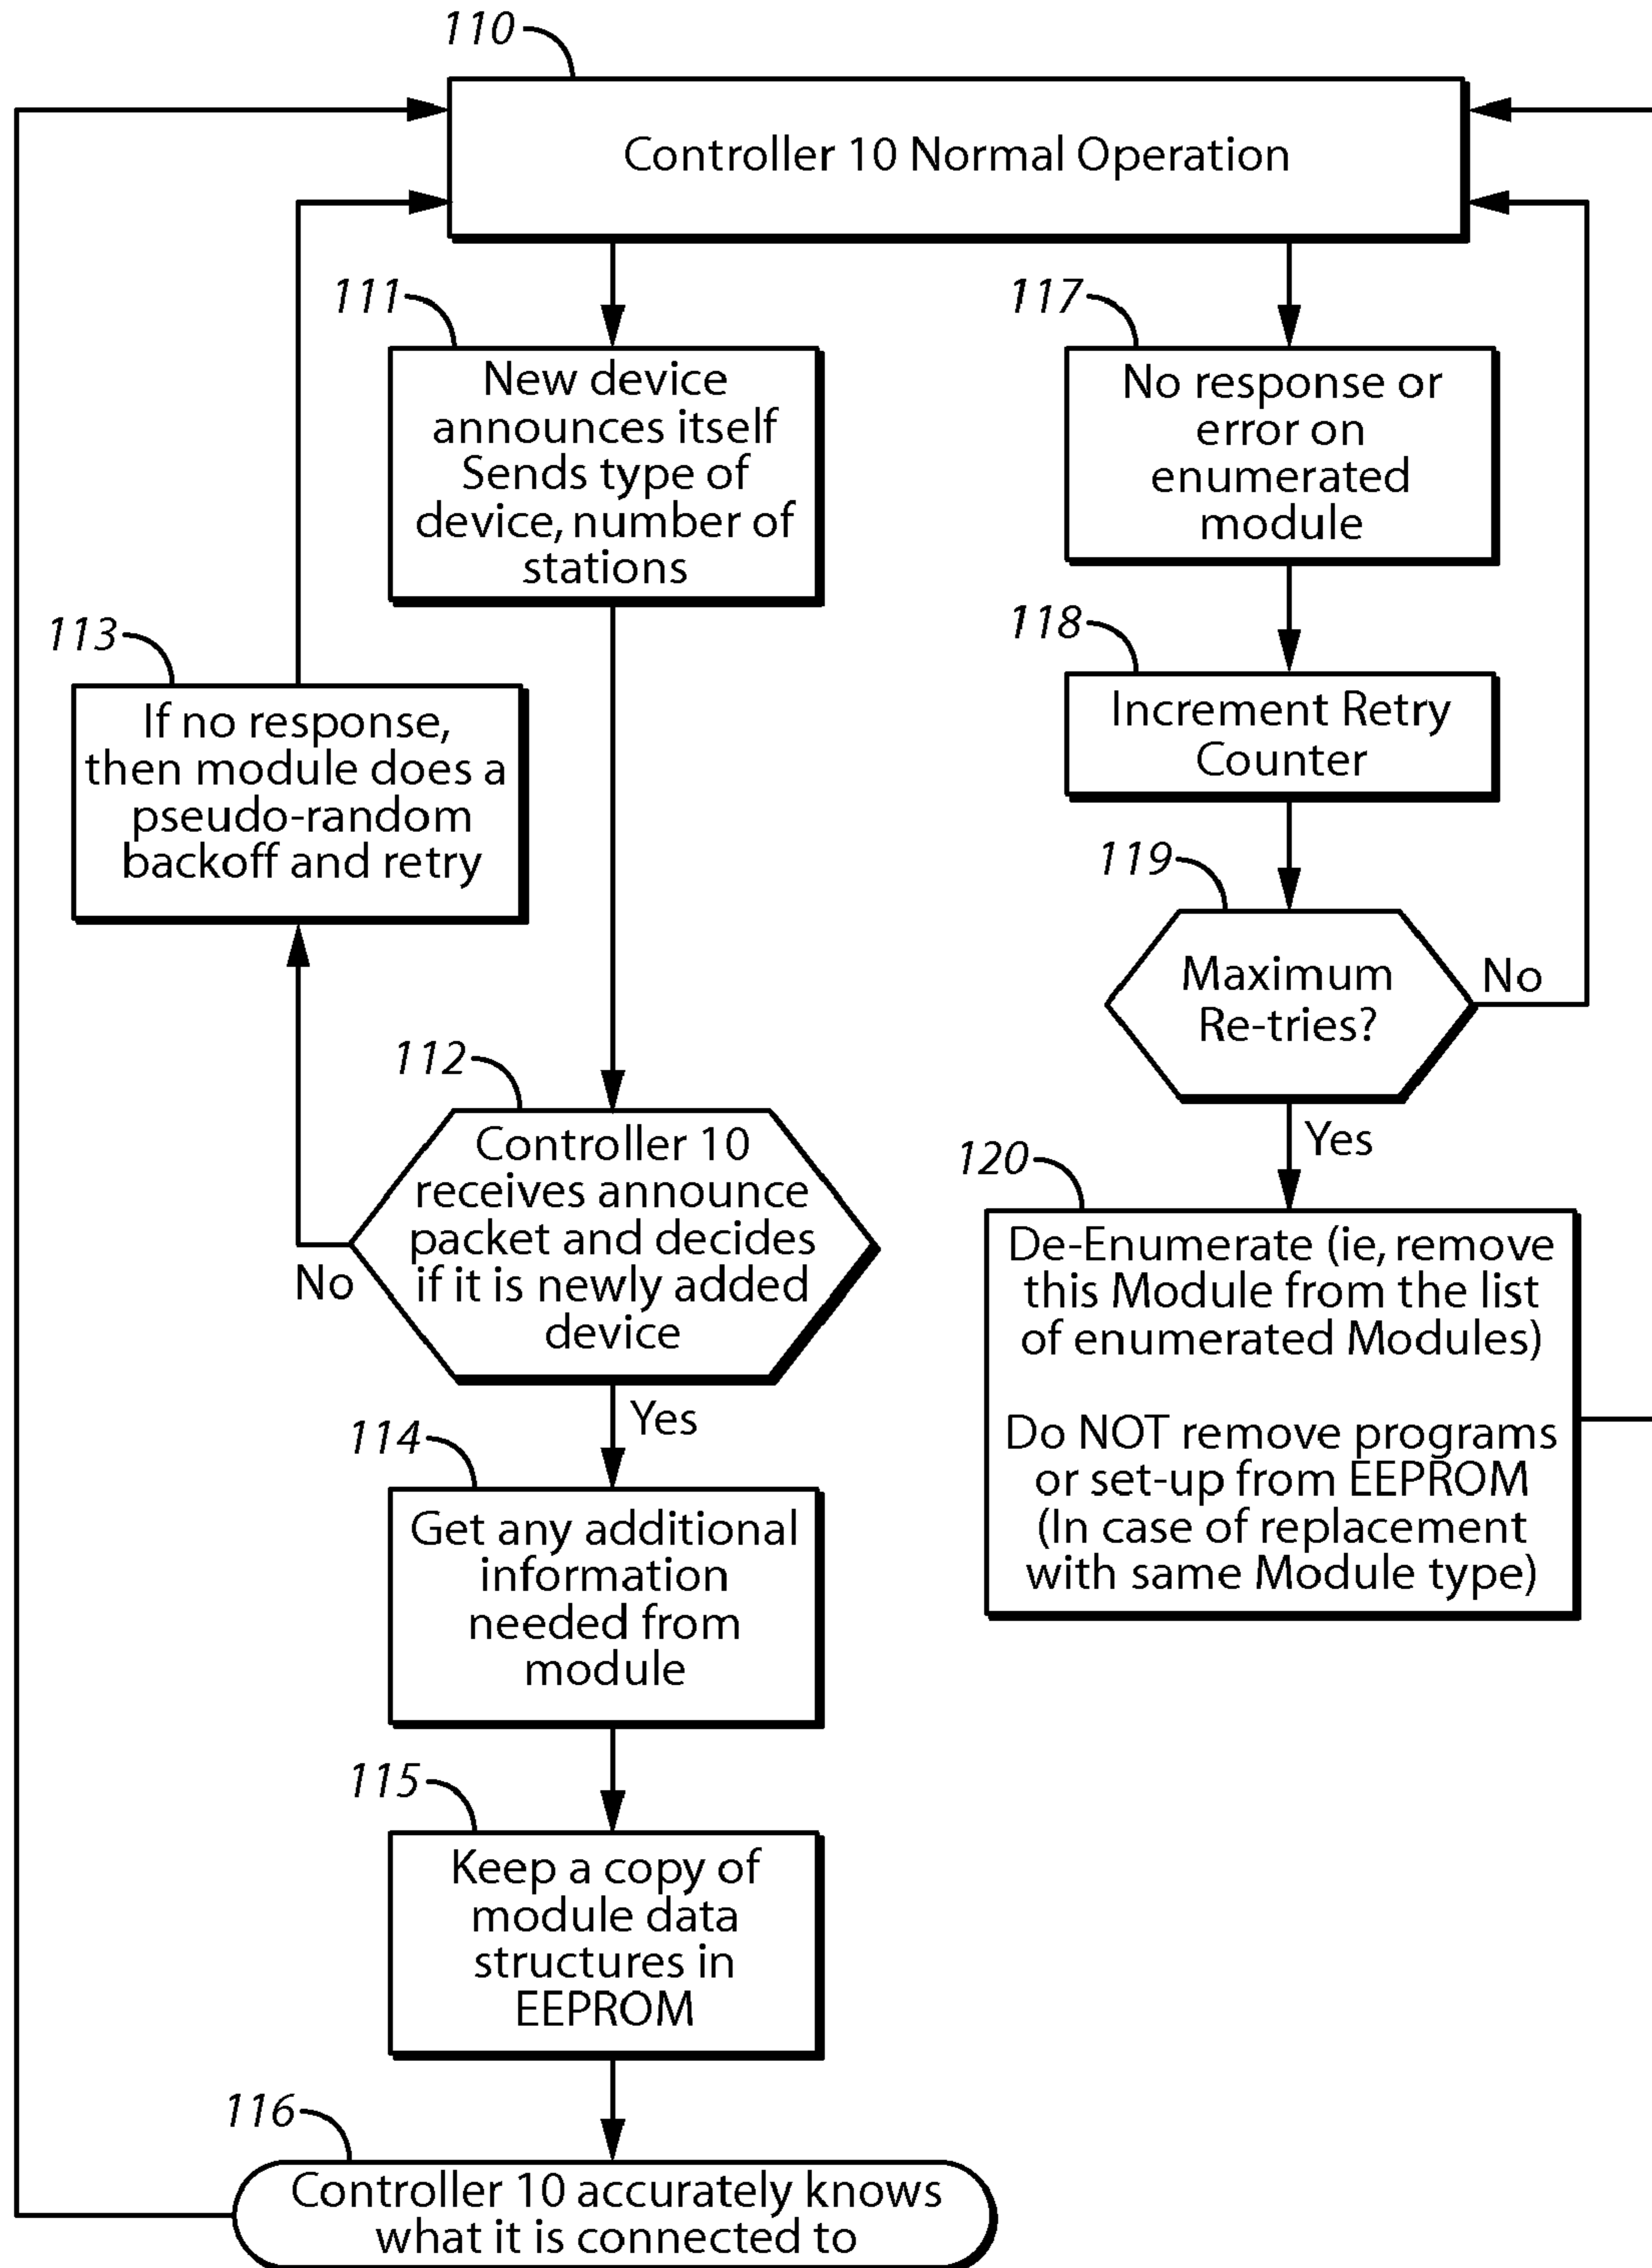 110
Controller 10 Normal Operation
111
New device
announces itself
Sends type of
device, number of
stations
117
No response or
error on
enumerated
module
113
If no response,
then module does a
pseudo-random
backoff and retry
118
Increment Retry
Counter
119
Maximum
Re-tries?
No
Yes
112
Controller 10
receives announce
packet and decides
if it is newly added
device
No
Yes
120
De-Enumerate (ie, remove
this Module from the list
of enumerated Modules)
Do NOT remove programs
or set-up from EEPROM
(In case of replacement
with same Module type)
114
Get any additional
information
needed from
module
115
Keep a copy of
module data
structures in
EEPROM
116
Controller 10 accurately knows
what it is connected to